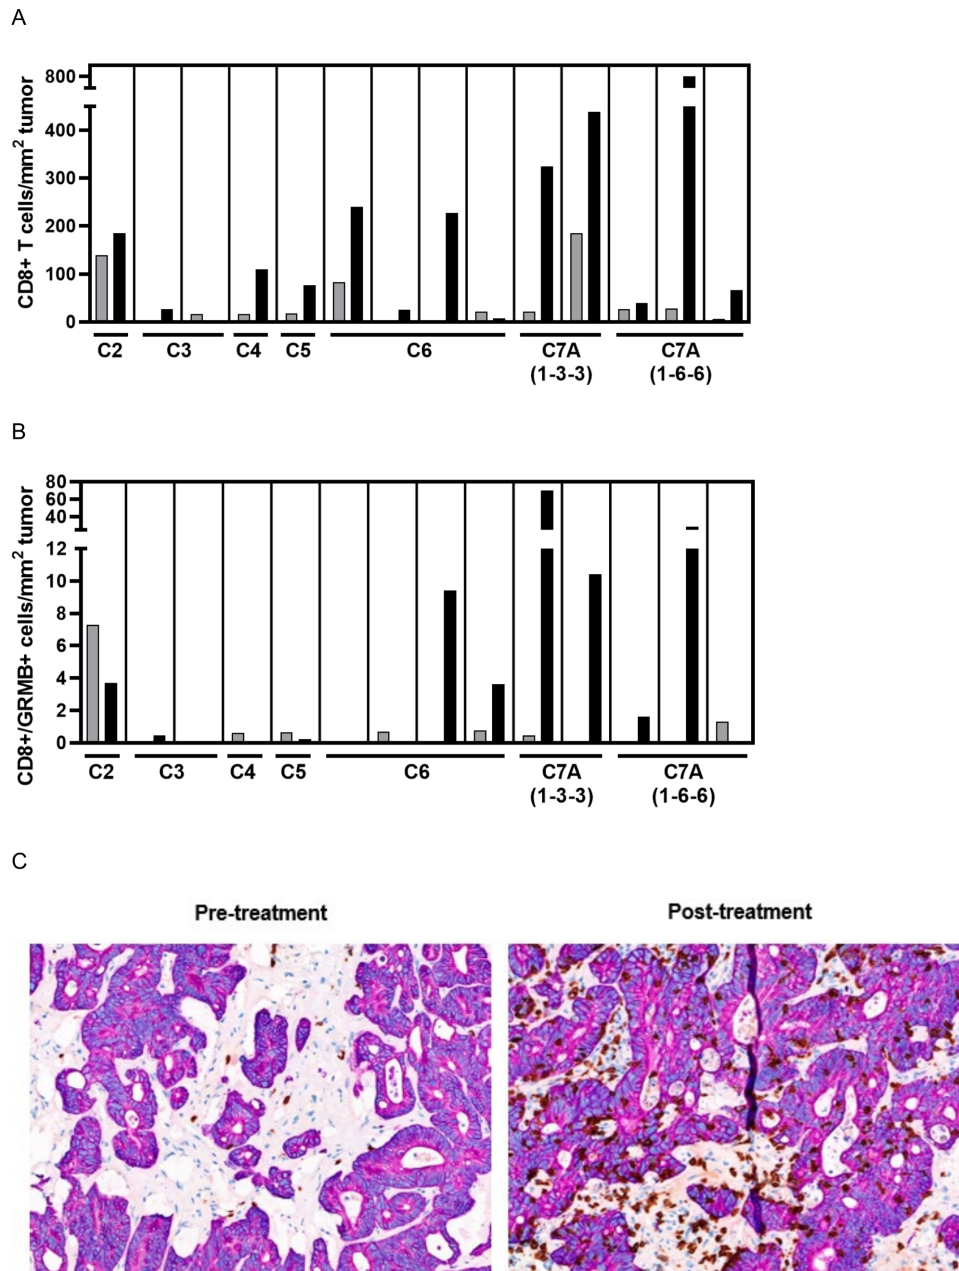 A
CD8+ T cells/mm² tumor
800
400
300
200
100
0
C2 C3 C4 C5 C6 C7A (1-3-3) C7A (1-6-6)
B
CD8+/GRMB+ cells/mm² tumor
80
60
40
12
10
8
6
4
2
0
C2 C3 C4 C5 C6 C7A (1-3-3) C7A (1-6-6)
C
Pre-treatment Post-treatment